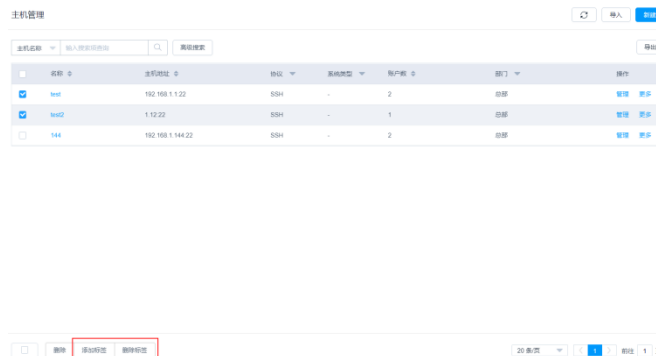 主机管理
导入 新建
主机名称 输入搜索项查询 高级搜索 导出
名称 主机地址 协议 系统类型 账户数 部门 操作
test 192.168.1.1:22 SSH - 2 总部 管理 更多
test2 1.12:22 SSH - 1 总部 管理 更多
144 192.168.1.144:22 SSH - 2 总部 管理 更多
删除 添加标签 删除标签 20 条/页 1 前往 1